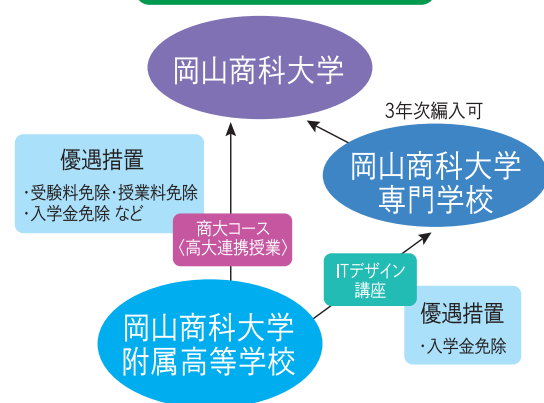 岡山商科大学
3年次編入可
岡山商科大学
専門学校
優遇措置
・受験料免除・授業料免除
・入学金免除 など
商大コース
〈高大連携授業〉
ITデザイン
講座
優遇措置
・入学金免除
岡山商科大学
附属高等学校